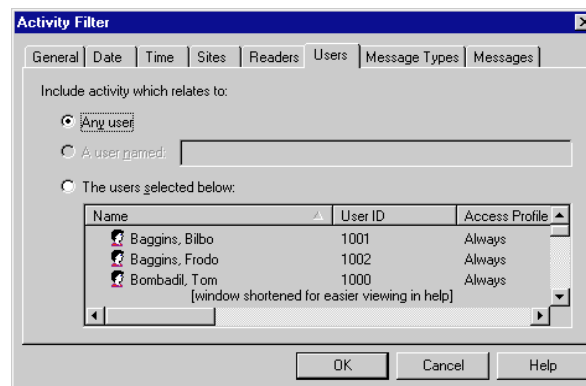 Activity Filter
General Date Time Sites Readers Users Message Types Messages
Include activity which relates to:
Any user
A user named:
The users selected below:
Name User ID Access Profile
Baggins, Bilbo 1001 Always
Baggins, Frodo 1002 Always
Bombadil, Tom 1000 Always
[window shortened for easier viewing in help]
OK Cancel Help